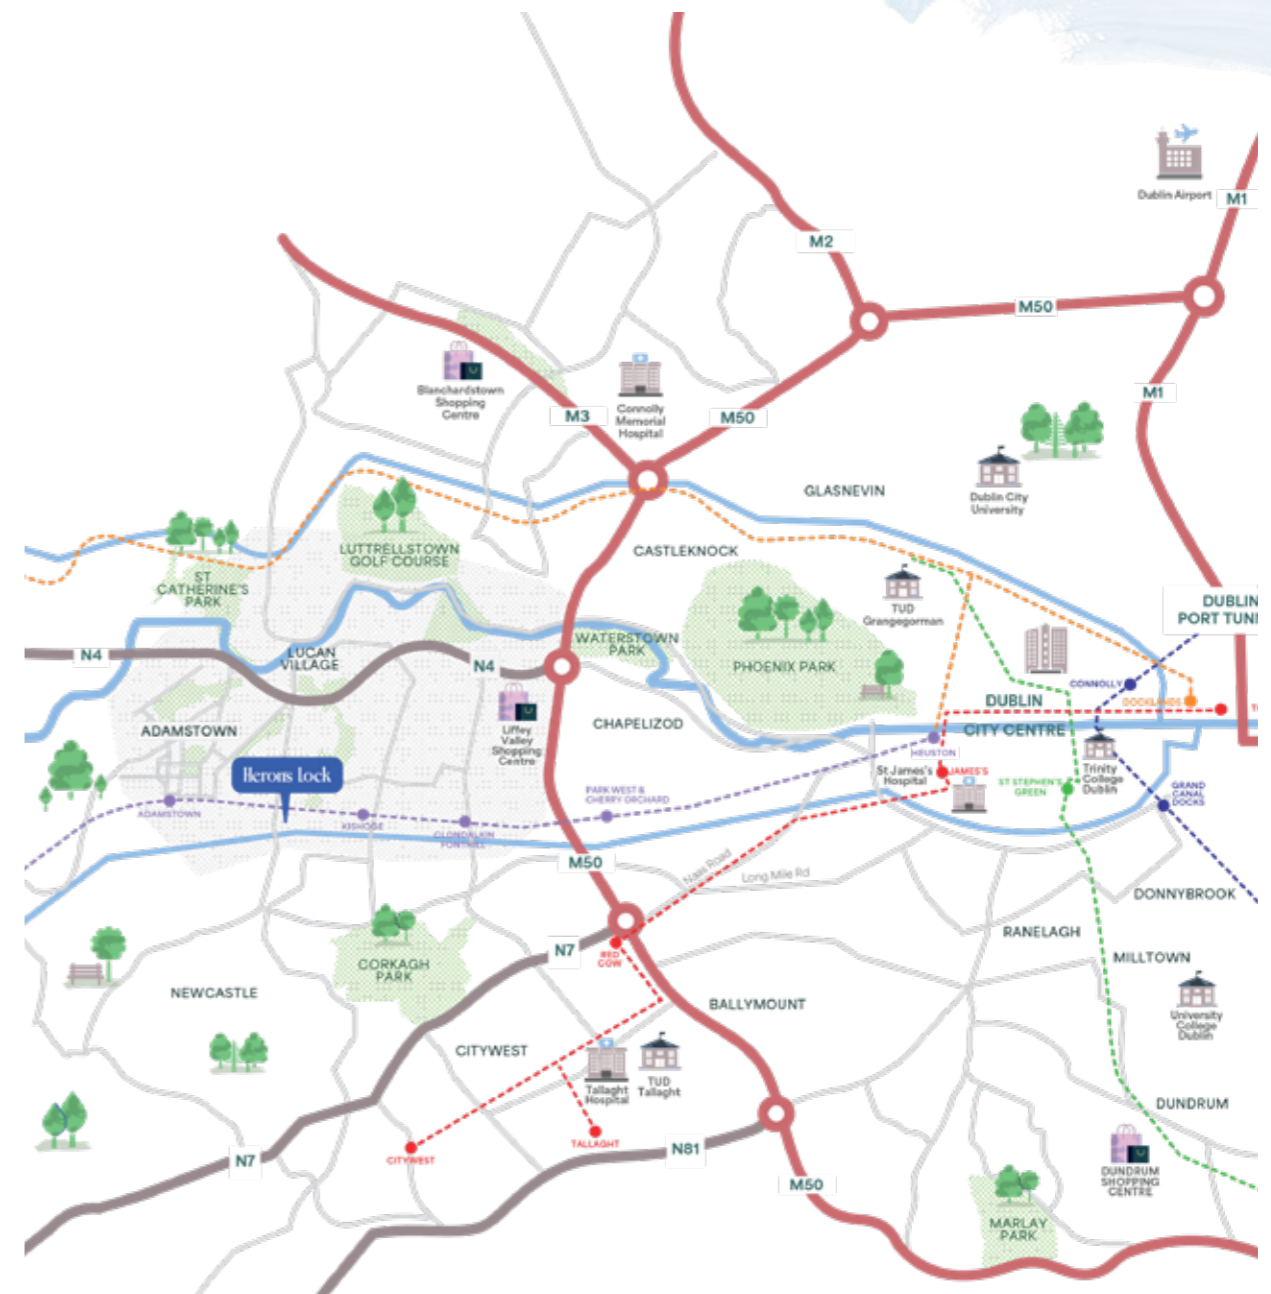 Dublin Airport
M1
M2
M50
Blanchardstown
Shopping
Centre
M3
Connolly
Memorial
Hospital
M50
M1
GLASNEVIN
Dublin City
University
LUTTRELLSTOWN
GOLF COURSE
CASTLEKNOCK
ST
CATHERINE'S
PARK
TUD
Grangegorman
DUBLIN
PORT TUN
N4
LUCAN
VILLAGE
N4
WATERSTOWN
PARK
PHOENIX PARK
CONNOLLY
DOCKLANDS
DUBLIN
CITY CENTRE
ADAMSTOWN
Liffey
Valley
Shopping
Centre
CHAPELIZOD
HEUSTON
Trinity
College
Dublin
Herons Lock
St James's
Hospital
JAMES'S
ST STEPHEN'S
GREEN
GRAND
CANAL
DOCKS
PARK WEST &
CHERRY ORCHARD
ADAMSTOWN
KISHOGE
CLONDALKIN
FONTHILL
M50
Naas Road
Long Mile Rd
DONNYBROOK
RANELAGH
N7
RED
COW
MILLTOWN
CORKAGH
PARK
NEWCASTLE
BALLYMOUNT
University
College
Dublin
CITYWEST
Tallaght
Hospital
TUD
Tallaght
DUNDRUM
TALLAGHT
CITYWEST
N7
N81
M50
DUNDRUM
SHOPPING
CENTRE
MARLAY
PARK